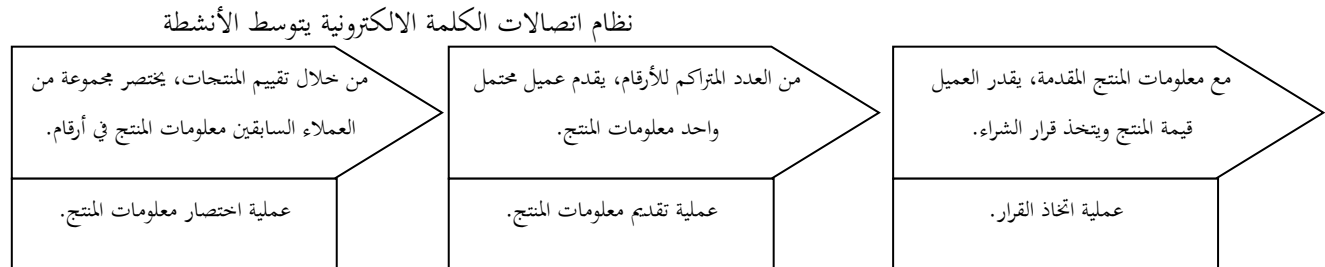 نظام اتصالات الكلمة الالكترونية يتوسط الأنشطة
من خلال تقييم المنتجات، يختصر مجموعة من
العملاء السابقين معلومات المنتج في أرقام.
عملية اختصار معلومات المنتج.
من العدد المتراكم للأرقام، يقدم عميل محتمل
واحد معلومات المنتج.
عملية تقديم معلومات المنتج.
مع معلومات المنتج المقدمة، يقدر العميل
قيمة المنتج ويتخذ قرار الشراء.
عملية اتخاذ القرار.